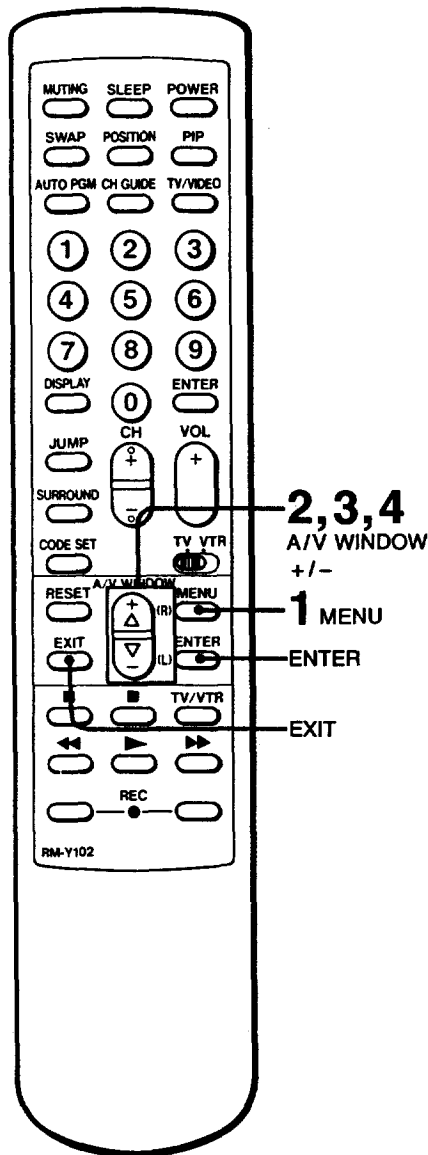 MUTING SLEEP POWER
SWAP POSITION PIP
AUTO PGM CH GUIDE TV/VIDEO
1 2 3
4 5 6
7 8 9
DISPLAY 0 ENTER
JUMP CH VOL
+ +
SURROUND
−
CODE SET TV VTR
A/V WINDOW
RESET + (R) MENU
EXIT − (L) ENTER
TV/VTR
REC
RM-Y102
2,3,4
A/V WINDOW
+/−
1 MENU
ENTER
EXIT